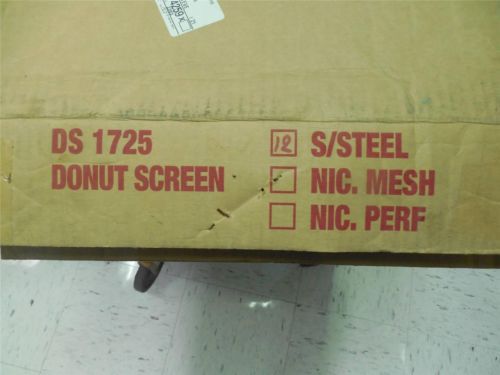 DS 1725
DONUT SCREEN
12 S/STEEL
NIC. MESH
NIC. PERF